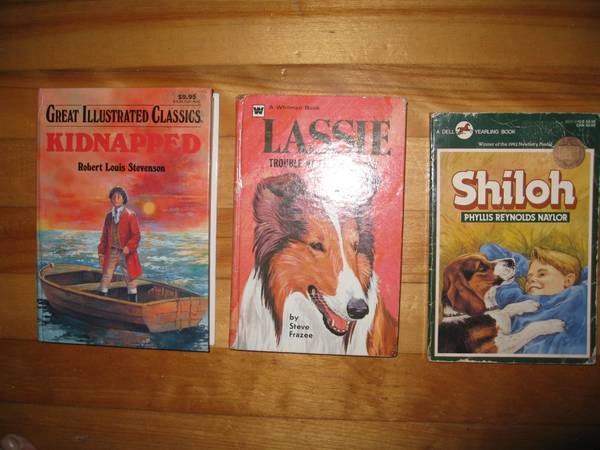 $9.95
GREAT ILLUSTRATED CLASSICS
KIDNAPPED
Robert Louis Stevenson
W
A Whitman Book
LASSIE
TROUBLE
by
Steve
Frazee
A DELL
YEARLING BOOK
Winner of the 1992 Newbery Medal
Shiloh
PHYLLIS REYNOLDS NAYLOR